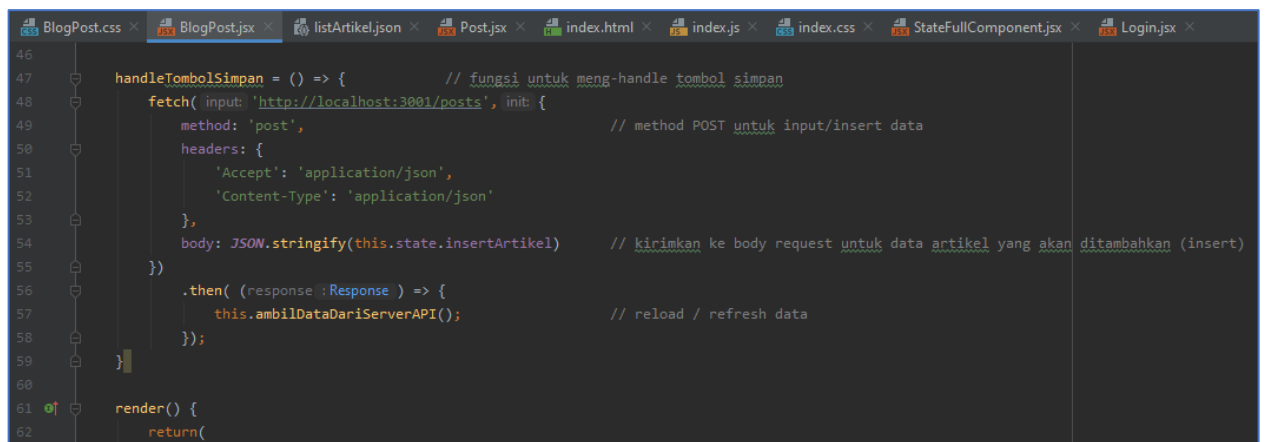 BlogPost.css × BlogPost.jsx × listArtikel.json × Post.jsx × index.html × index.js × index.css × StateFullComponent.jsx × Login.jsx ×
46
47 handleTombolSimpan = () => { // fungsi untuk meng-handle tombol simpan
48 fetch( input: 'http://localhost:3001/posts', init: {
49 method: 'post', // method POST untuk input/insert data
50 headers: {
51 'Accept': 'application/json',
52 'Content-Type': 'application/json'
53 },
54 body: JSON.stringify(this.state.insertArtikel) // kirimkan ke body request untuk data artikel yang akan ditambahkan (insert)
55 })
56 .then( (response : Response ) => {
57 this.ambilDataDariServerAPI(); // reload / refresh data
58 });
59 }
60
61 render() {
62 return(